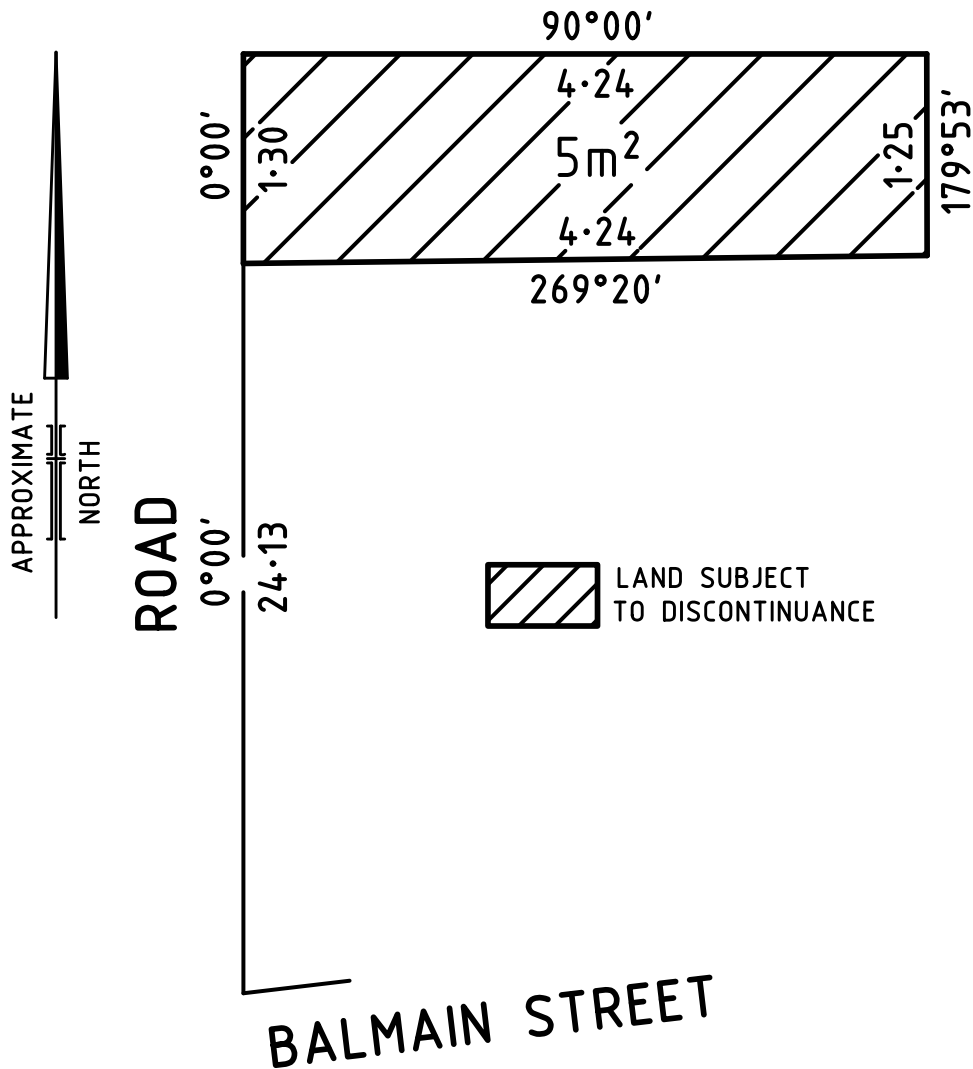 90°00'
4·24
0°00'
1·30
5m²
1·25
179°53'
4·24
269°20'
APPROXIMATE
NORTH
ROAD
0°00'
24·13
LAND SUBJECT
TO DISCONTINUANCE
BALMAIN STREET